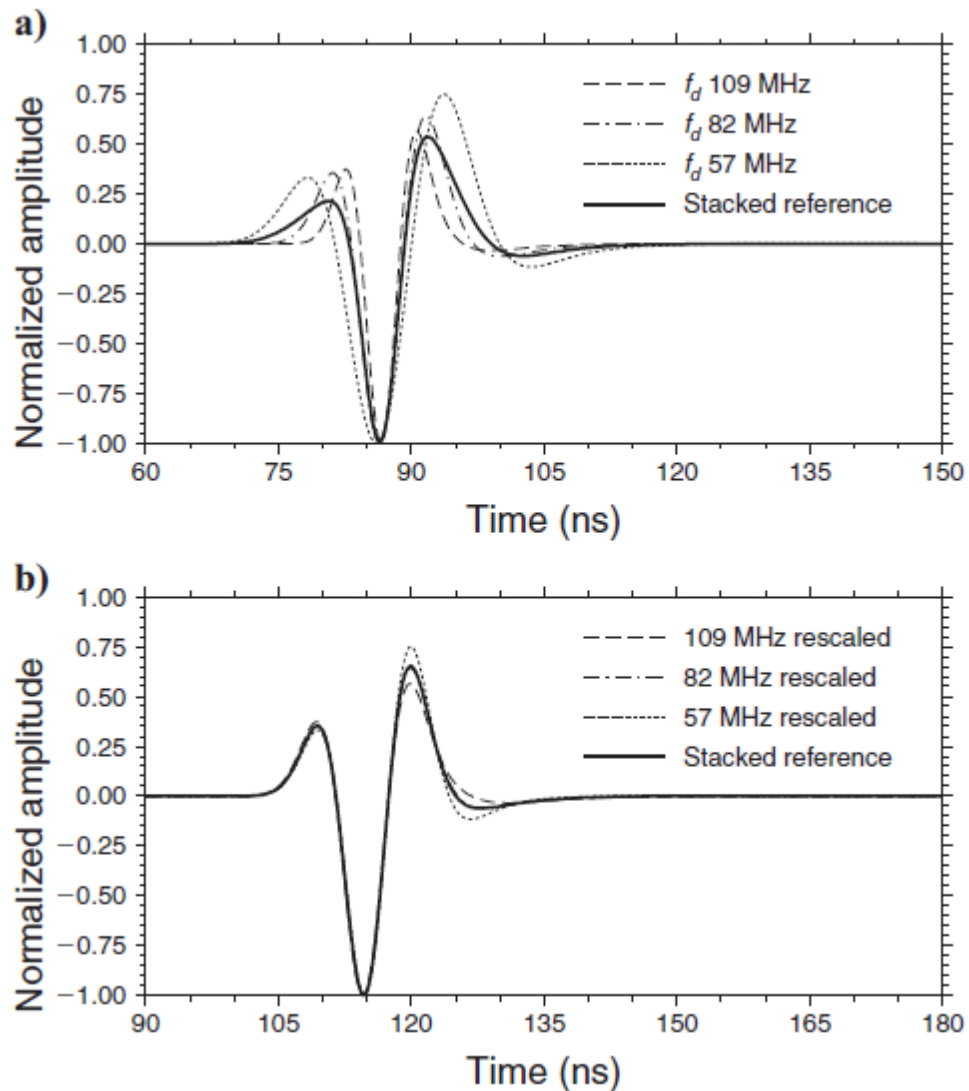 a)
1.00
0.75
0.50
0.25
0.00
−0.25
−0.50
−0.75
−1.00
Normalized amplitude
f_d 109 MHz
f_d 82 MHz
f_d 57 MHz
Stacked reference
60 75 90 105 120 135 150
Time (ns)
b)
1.00
0.75
0.50
0.25
0.00
−0.25
−0.50
−0.75
−1.00
Normalized amplitude
109 MHz rescaled
82 MHz rescaled
57 MHz rescaled
Stacked reference
90 105 120 135 150 165 180
Time (ns)